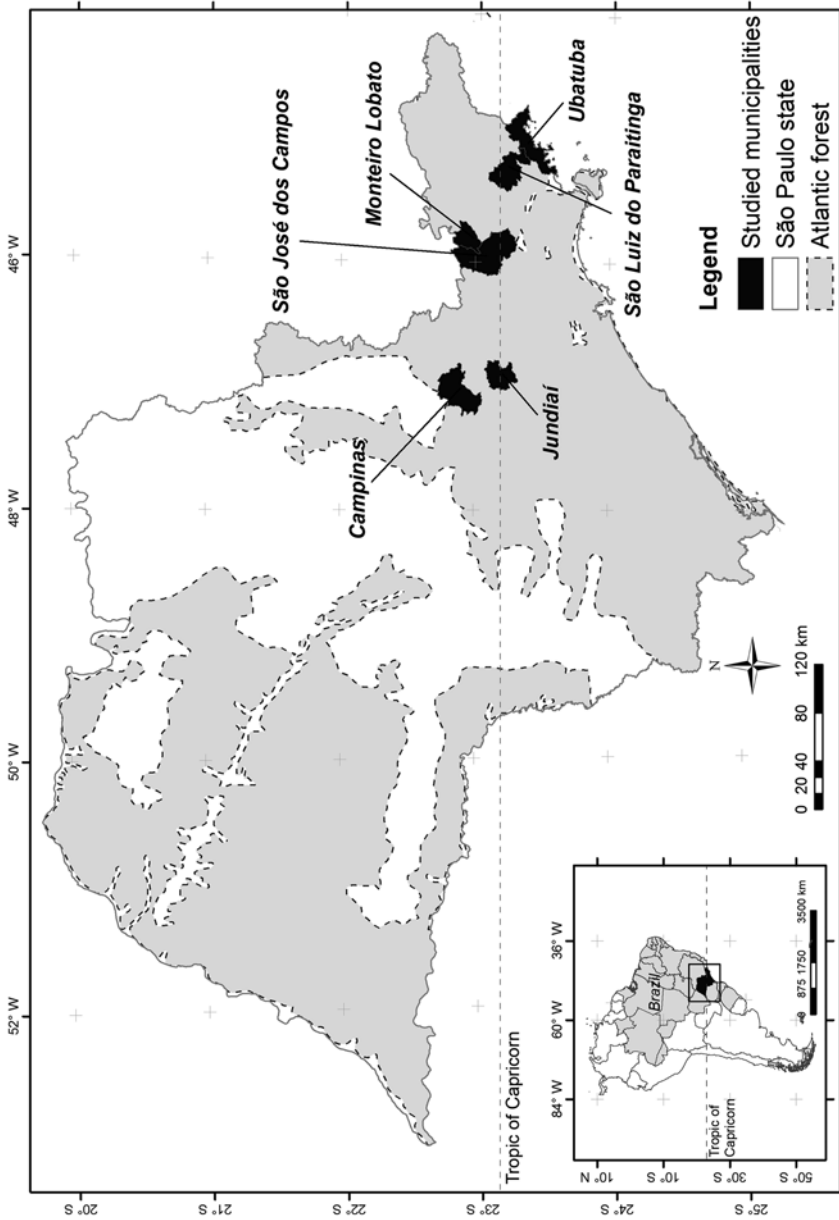 52° W
50° W
48° W
46° W
20° S
21° S
22° S
23° S
24° S
25° S
São José dos Campos
Monteiro Lobato
Ubatuba
São Luiz do Paraitinga
Campinas
Jundiaí
Tropic of Capricorn
N
0 20 40 80 120 km
Legend
Studied municipalities
São Paulo state
Atlantic forest
84° W
60° W
36° W
10° N
10° S
30° S
50° S
Brazil
Tropic of
Capricorn
0 875 1750 3500 km